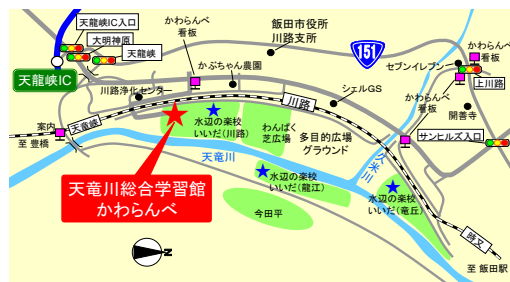 天龍峡IC入口
大明神原
天龍峡
天龍峡IC
かわらんべ
看板
飯田市役所
川路支所
151
かわらんべ
看板
セブンイレブン
上川路
かぶちゃん農園
川路浄化センター
シェルGS
かわらんべ
看板
開善寺
サンヒルズ入口
川路
水辺の楽校
いいだ(川路)
わんぱく
芝広場
多目的広場
グラウンド
案内
至 豊橋
天竜峡
天竜川
久米川
天竜川総合学習館
かわらんべ
水辺の楽校
いいだ(龍江)
水辺の楽校
いいだ(竜丘)
今田平
N
時又
至 飯田駅